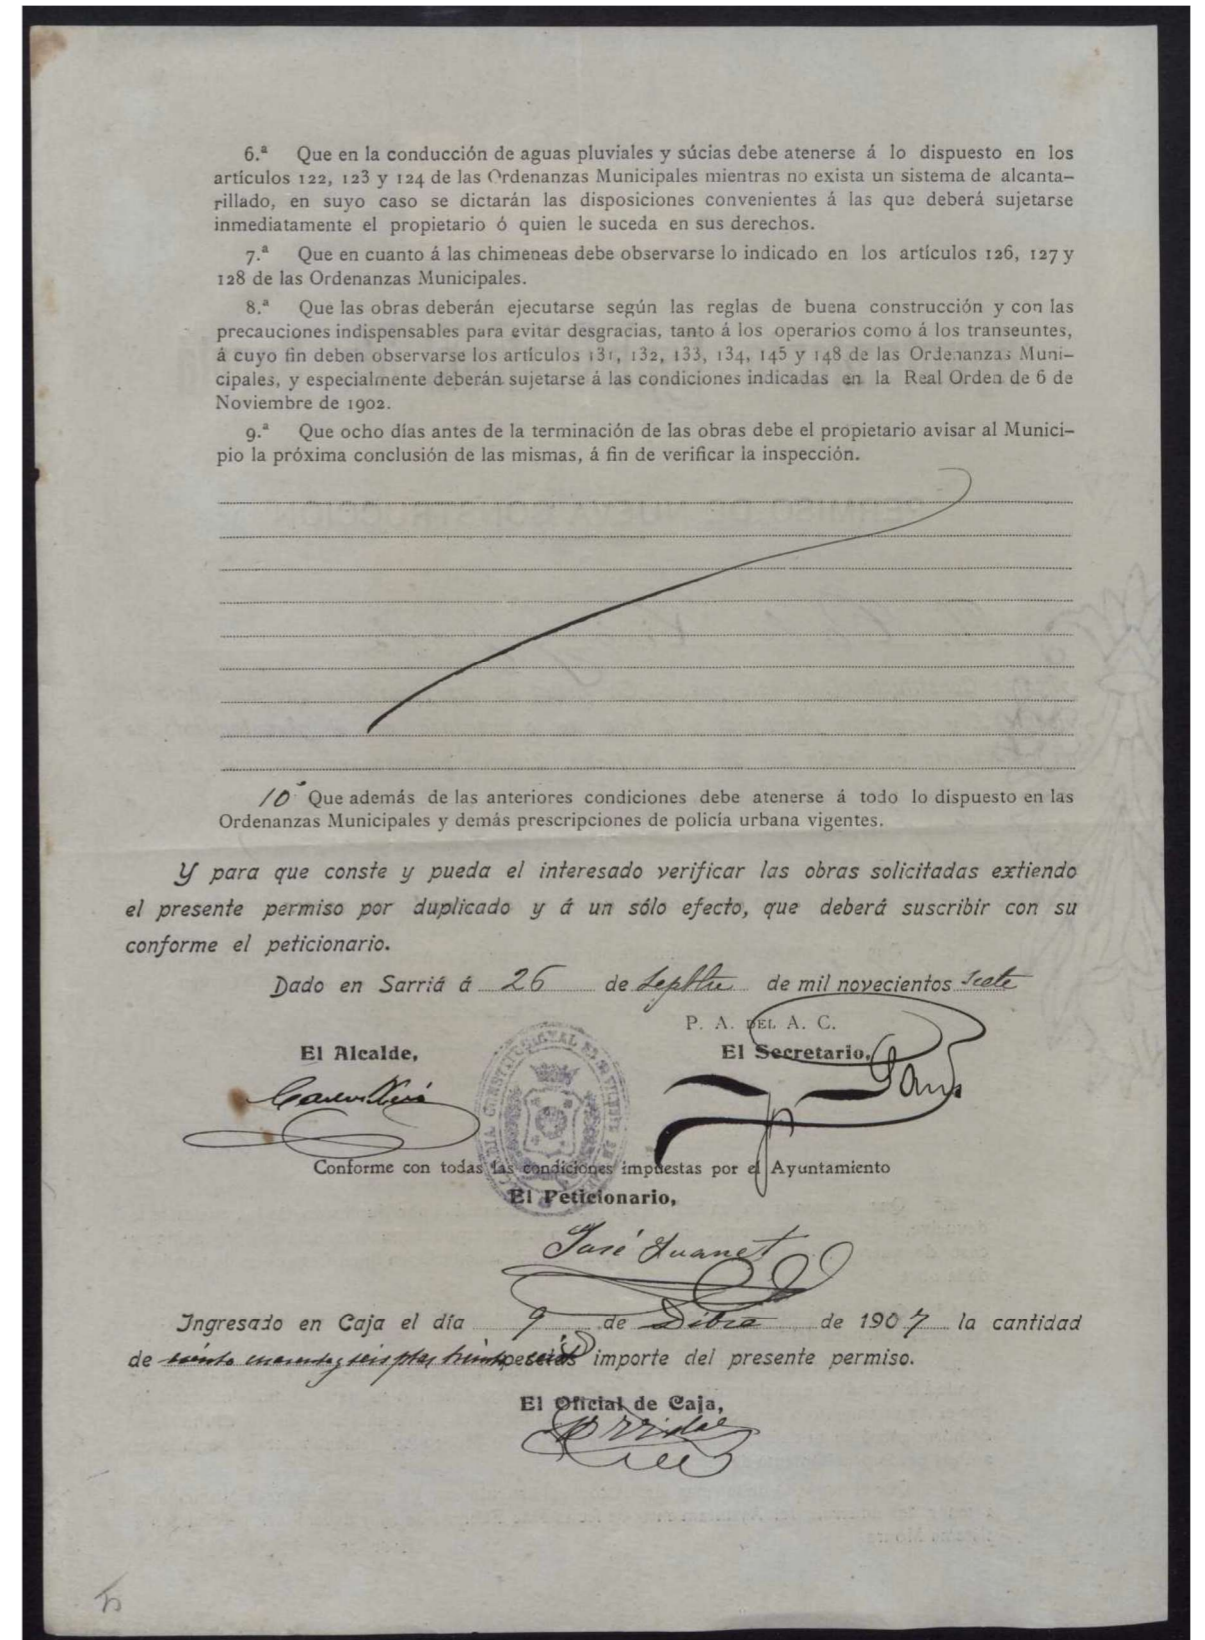 6.ª Que en la conducción de aguas pluviales y súcias debe atenerse á lo dispuesto en los
artículos 122, 123 y 124 de las Ordenanzas Municipales mientras no exista un sistema de alcanta-
rillado, en suyo caso se dictarán las disposiciones convenientes á las que deberá sujetarse
inmediatamente el propietario ó quien le suceda en sus derechos.
7.ª Que en cuanto á las chimeneas debe observarse lo indicado en los artículos 126, 127 y
128 de las Ordenanzas Municipales.
8.ª Que las obras deberán ejecutarse según las reglas de buena construcción y con las
precauciones indispensables para evitar desgracias, tanto á los operarios como á los transeuntes,
á cuyo fin deben observarse los artículos 131, 132, 133, 134, 145 y 148 de las Ordenanzas Muni-
cipales, y especialmente deberán sujetarse á las condiciones indicadas en la Real Orden de 6 de
Noviembre de 1902.
9.ª Que ocho días antes de la terminación de las obras debe el propietario avisar al Munici-
pio la próxima conclusión de las mismas, á fin de verificar la inspección.
10ª Que además de las anteriores condiciones debe atenerse á todo lo dispuesto en las
Ordenanzas Municipales y demás prescripciones de policía urbana vigentes.
Y para que conste y pueda el interesado verificar las obras solicitadas extiendo
el presente permiso por duplicado y á un sólo efecto, que deberá suscribir con su
conforme el peticionario.
Dado en Sarriá á 26 de Septbre de mil novecientos siete
P. A. DEL A. C.
El Alcalde,
El Secretario,
Conforme con todas las condiciones impuestas por el Ayuntamiento
El Peticionario,
José Juanet
Ingresado en Caja el día 9 de Dibre de 1907 la cantidad
de ciento cuarenta y seis ptas pesetas importe del presente permiso.
El Oficial de Caja,